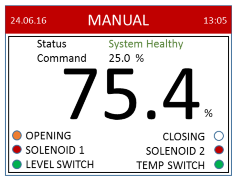 24.06.16 MANUAL 13:05
Status System Healthy
Command 25.0 %
75.4 %
OPENING CLOSING
SOLENOID 1 SOLENOID 2
LEVEL SWITCH TEMP SWITCH